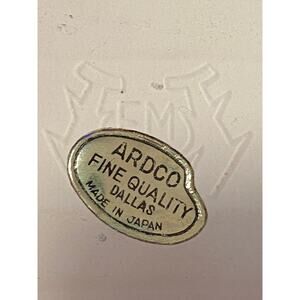 ARDCO
FINE QUALITY
DALLAS
MADE IN JAPAN